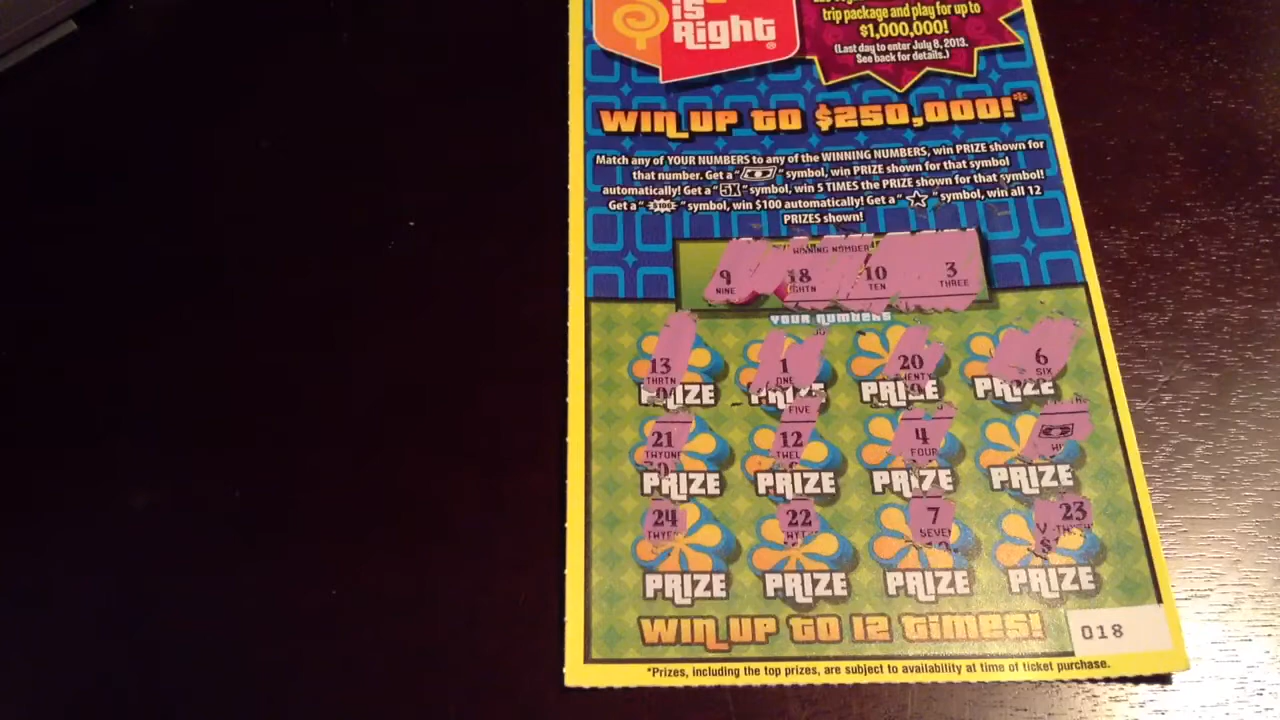 is
Right®
trip package and play for up to
$1,000,000!
(Last day to enter July 8, 2013.
See back for details.)
WIN UP TO $250,000!*
Match any of YOUR NUMBERS to any of the WINNING NUMBERS, win PRIZE shown for
that number. Get a " " symbol, win PRIZE shown for that symbol
automatically! Get a "5X" symbol, win 5 TIMES the PRIZE shown for that symbol!
Get a "$100" symbol, win $100 automatically! Get a " " symbol, win all 12
PRIZES shown!
WINNING NUMBER
9 18 10 3
NINE GHTN TEN THREE
YOUR NUMBERS
13 1 20 6
THRTN ONE SIX
PRIZE PRIZE PRIZE PRIZE
FIVE
21 12 4
THYONE TWEL FOUR
PRIZE PRIZE PRIZE PRIZE
24 22 7 23
SEVE
PRIZE PRIZE PRIZE PRIZE
WIN UP TO 12 TIMES!
018
*Prizes, including the top prizes, are subject to availability at time of ticket purchase.